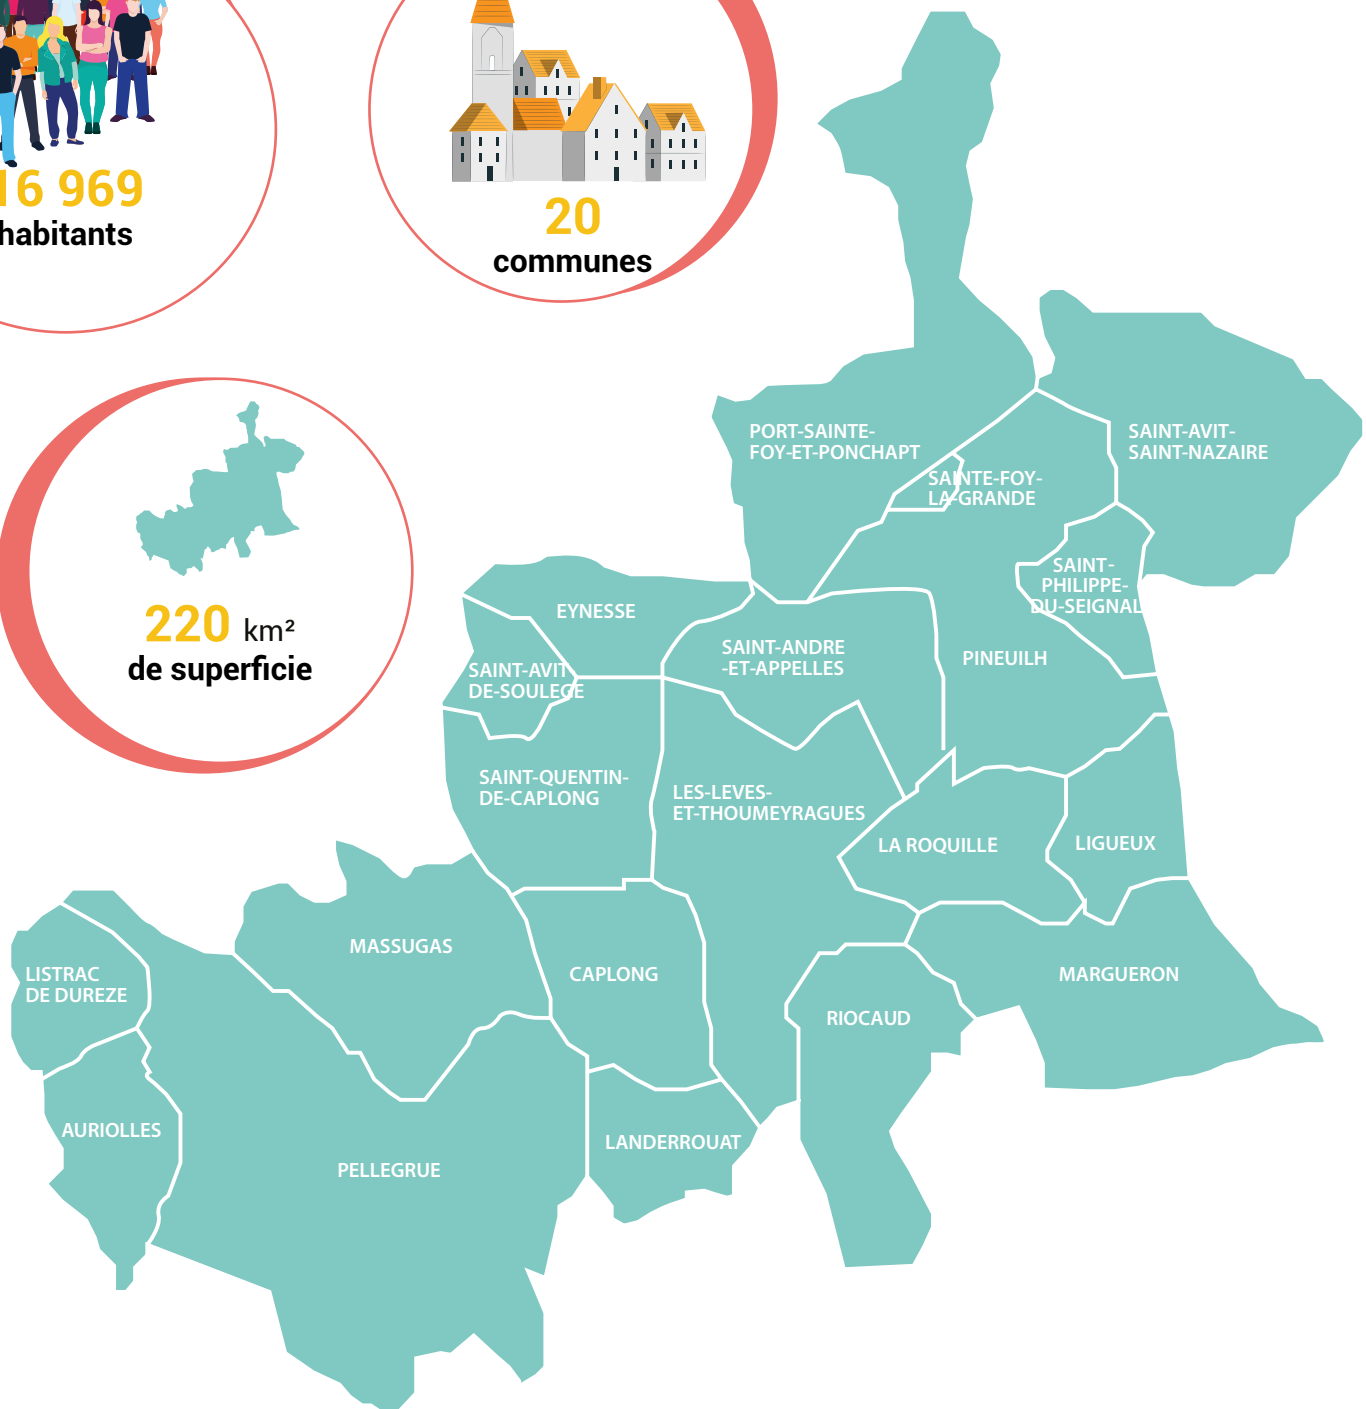 16 969
habitants
20
communes
220 km²
de superficie
PORT-SAINTE-
FOY-ET-PONCHAPT
SAINT-AVIT-
SAINT-NAZAIRE
SAINTE-FOY-
LA-GRANDE
SAINT-
PHILIPPE-
DU-SEIGNAL
EYNESSE
SAINT-ANDRE
-ET-APPELLES
PINEUILH
SAINT-AVIT
DE-SOULEGE
SAINT-QUENTIN-
DE-CAPLONG
LES-LEVES-
ET-THOUMEYRAGUES
LA ROQUILLE
LIGUEUX
MASSUGAS
CAPLONG
MARGUERON
LISTRAC
DE DUREZE
RIOCAUD
AURIOLLES
LANDERROUAT
PELLEGRUE